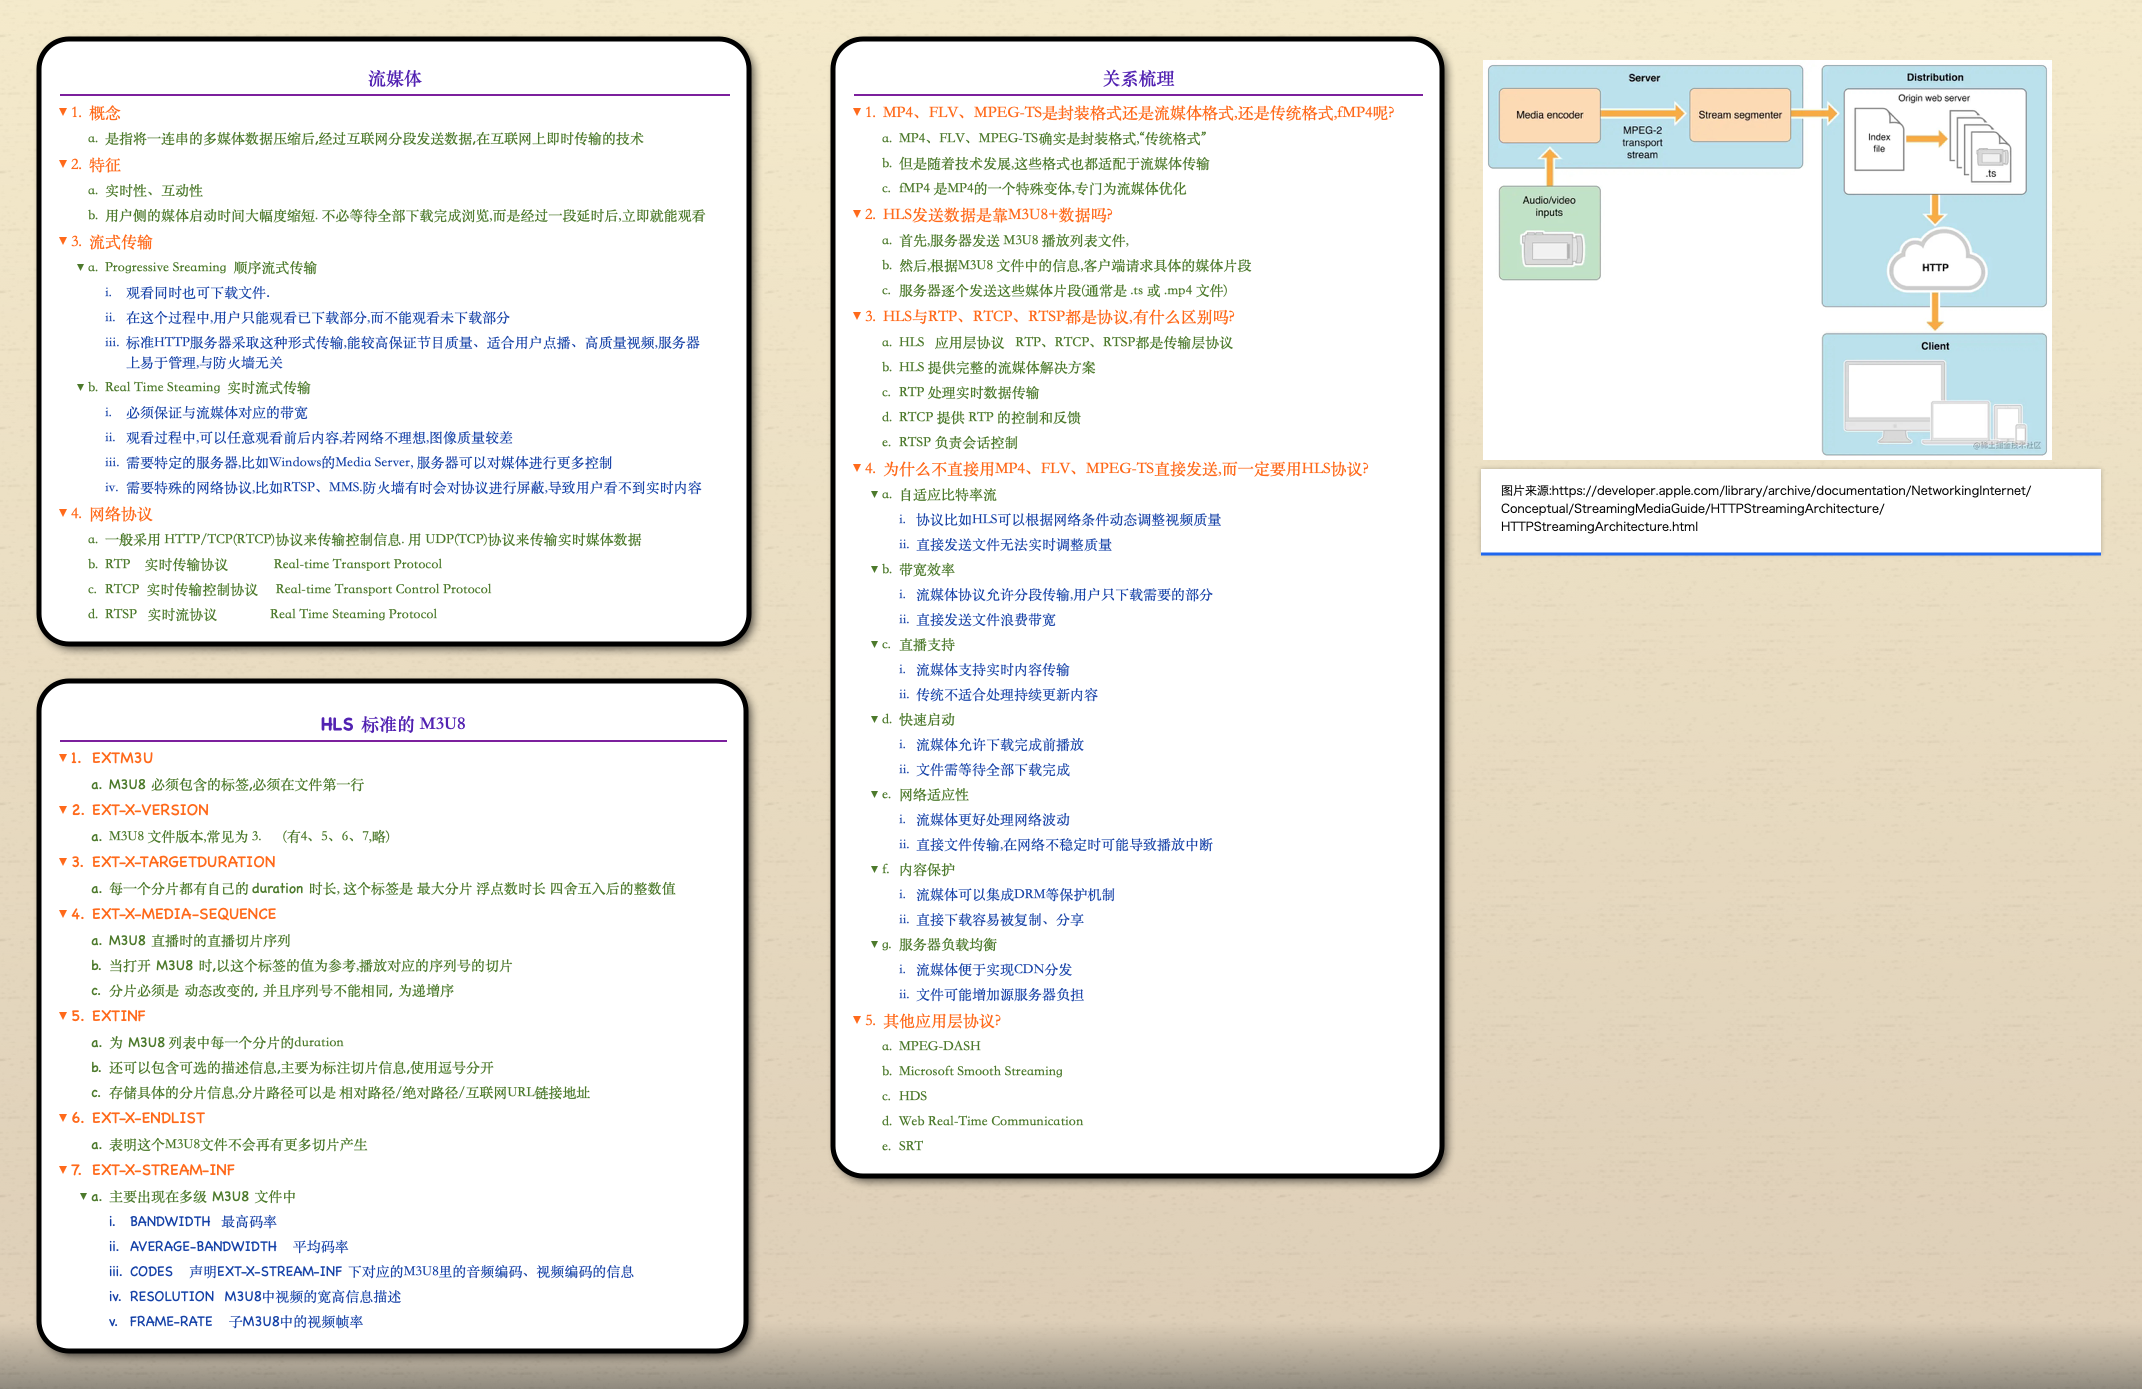 流媒体
▼1. 概念
a. 是指将一连串的多媒体数据压缩后,经过互联网分段发送数据,在互联网上即时传输的技术
▼2. 特征
a. 实时性、互动性
b. 用户侧的媒体启动时间大幅度缩短. 不必等待全部下载完成浏览,而是经过一段延时后,立即就能观看
▼3. 流式传输
▼a. Progressive Sreaming 顺序流式传输
i. 观看同时也可下载文件.
ii. 在这个过程中,用户只能观看已下载部分,而不能观看未下载部分
iii. 标准HTTP服务器采取这种形式传输,能较高保证节目质量、适合用户点播、高质量视频,服务器
上易于管理,与防火墙无关
▼b. Real Time Steaming 实时流式传输
i. 必须保证与流媒体对应的带宽
ii. 观看过程中,可以任意观看前后内容,若网络不理想,图像质量较差
iii. 需要特定的服务器,比如Windows的Media Server, 服务器可以对媒体进行更多控制
iv. 需要特殊的网络协议,比如RTSP、MMS.防火墙有时会对协议进行屏蔽,导致用户看不到实时内容
▼4. 网络协议
a. 一般采用 HTTP/TCP(RTCP)协议来传输控制信息. 用 UDP(TCP)协议来传输实时媒体数据
b. RTP 实时传输协议 Real-time Transport Protocol
c. RTCP 实时传输控制协议 Real-time Transport Control Protocol
d. RTSP 实时流协议 Real Time Steaming Protocol
HLS 标准的 M3U8
▼1. EXTM3U
a. M3U8 必须包含的标签,必须在文件第一行
▼2. EXT-X-VERSION
a. M3U8 文件版本,常见为 3. (有4、5、6、7,略)
▼3. EXT-X-TARGETDURATION
a. 每一个分片都有自己的 duration 时长, 这个标签是 最大分片 浮点数时长 四舍五入后的整数值
▼4. EXT-X-MEDIA-SEQUENCE
a. M3U8 直播时的直播切片序列
b. 当打开 M3U8 时,以这个标签的值为参考,播放对应的序列号的切片
c. 分片必须是 动态改变的, 并且序列号不能相同, 为递增序
▼5. EXTINF
a. 为 M3U8 列表中每一个分片的duration
b. 还可以包含可选的描述信息,主要为标注切片信息,使用逗号分开
c. 存储具体的分片信息,分片路径可以是 相对路径/绝对路径/互联网URL链接地址
▼6. EXT-X-ENDLIST
a. 表明这个M3U8文件不会再有更多切片产生
▼7. EXT-X-STREAM-INF
▼a. 主要出现在多级 M3U8 文件中
i. BANDWIDTH 最高码率
ii. AVERAGE-BANDWIDTH 平均码率
iii. CODES 声明EXT-X-STREAM-INF 下对应的M3U8里的音频编码、视频编码的信息
iv. RESOLUTION M3U8中视频的宽高信息描述
v. FRAME-RATE 子M3U8中的视频帧率
关系梳理
▼1. MP4、FLV、MPEG-TS是封装格式还是流媒体格式,还是传统格式,fMP4呢?
a. MP4、FLV、MPEG-TS确实是封装格式,“传统格式”
b. 但是随着技术发展,这些格式也都适配于流媒体传输
c. fMP4 是MP4的一个特殊变体,专门为流媒体优化
▼2. HLS发送数据是靠M3U8+数据吗?
a. 首先,服务器发送 M3U8 播放列表文件,
b. 然后,根据M3U8 文件中的信息,客户端请求具体的媒体片段
c. 服务器逐个发送这些媒体片段(通常是 .ts 或 .mp4 文件)
▼3. HLS与RTP、RTCP、RTSP都是协议,有什么区别吗?
a. HLS 应用层协议 RTP、RTCP、RTSP都是传输层协议
b. HLS 提供完整的流媒体解决方案
c. RTP 处理实时数据传输
d. RTCP 提供 RTP 的控制和反馈
e. RTSP 负责会话控制
▼4. 为什么不直接用MP4、FLV、MPEG-TS直接发送,而一定要用HLS协议?
▼a. 自适应比特率流
i. 协议比如HLS可以根据网络条件动态调整视频质量
ii. 直接发送文件无法实时调整质量
▼b. 带宽效率
i. 流媒体协议允许分段传输,用户只下载需要的部分
ii. 直接发送文件浪费带宽
▼c. 直播支持
i. 流媒体支持实时内容传输
ii. 传统不适合处理持续更新内容
▼d. 快速启动
i. 流媒体允许下载完成前播放
ii. 文件需等待全部下载完成
▼e. 网络适应性
i. 流媒体更好处理网络波动
ii. 直接文件传输,在网络不稳定时可能导致播放中断
▼f. 内容保护
i. 流媒体可以集成DRM等保护机制
ii. 直接下载容易被复制、分享
▼g. 服务器负载均衡
i. 流媒体便于实现CDN分发
ii. 文件可能增加源服务器负担
▼5. 其他应用层协议?
a. MPEG-DASH
b. Microsoft Smooth Streaming
c. HDS
d. Web Real-Time Communication
e. SRT
Server
Media encoder
MPEG-2
transport
stream
Stream segmenter
Audio/video
inputs
Distribution
Origin web server
Index
file
.ts
HTTP
Client
@稀土掘金技术社区
图片来源:https://developer.apple.com/library/archive/documentation/NetworkingInternet/
Conceptual/StreamingMediaGuide/HTTPStreamingArchitecture/
HTTPStreamingArchitecture.html